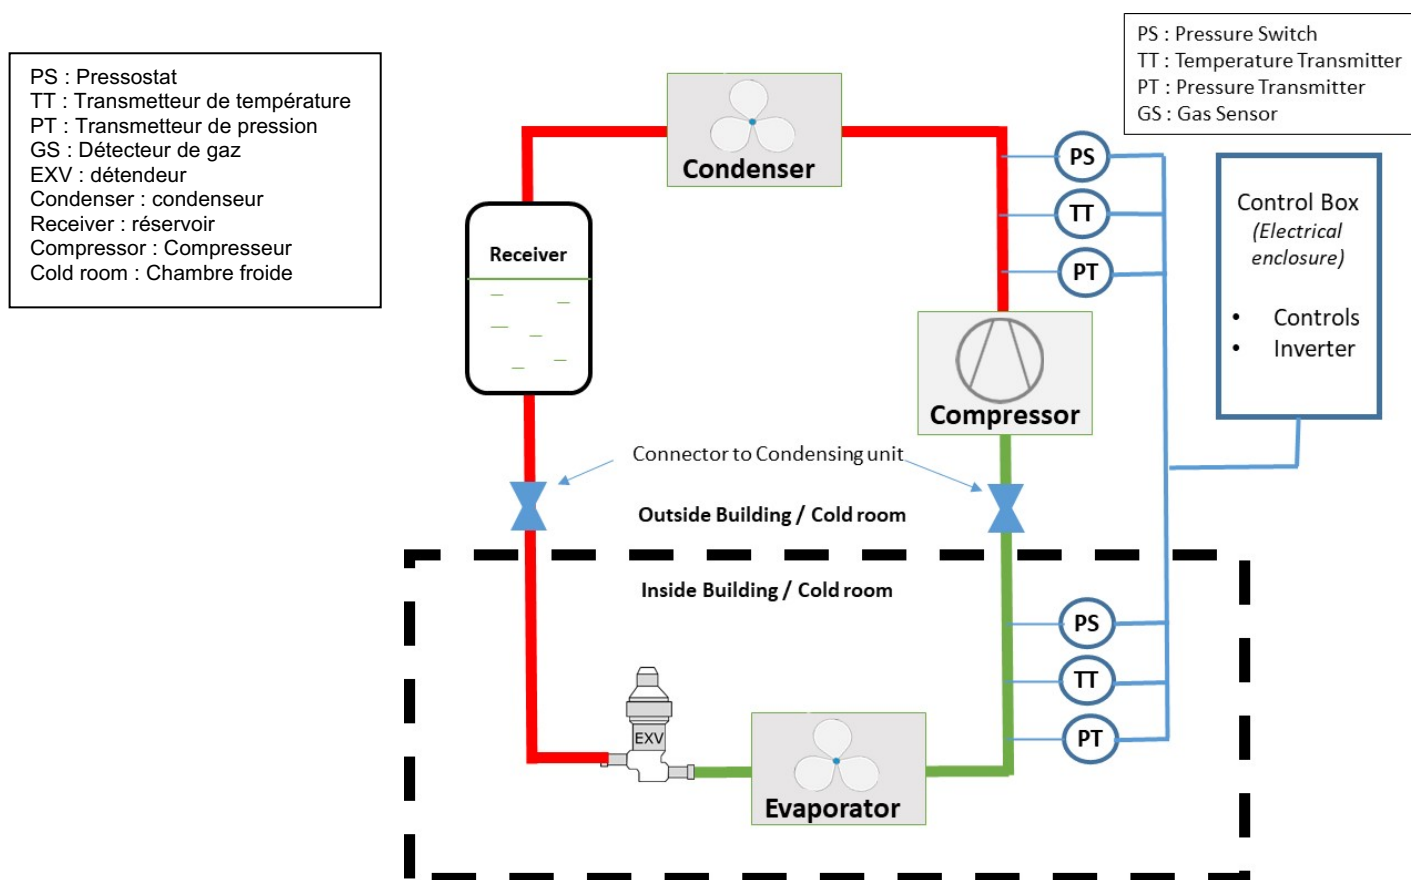 PS : Pressostat
TT : Transmetteur de température
PT : Transmetteur de pression
GS : Détecteur de gaz
EXV : détendeur
Condenser : condenseur
Receiver : réservoir
Compressor : Compresseur
Cold room : Chambre froide
PS : Pressure Switch
TT : Temperature Transmitter
PT : Pressure Transmitter
GS : Gas Sensor
Condenser
PS
TT
PT
Control Box
(Electrical
enclosure)
• Controls
• Inverter
Receiver
Compressor
Connector to Condensing unit
Outside Building / Cold room
Inside Building / Cold room
PS
TT
PT
EXV
Evaporator